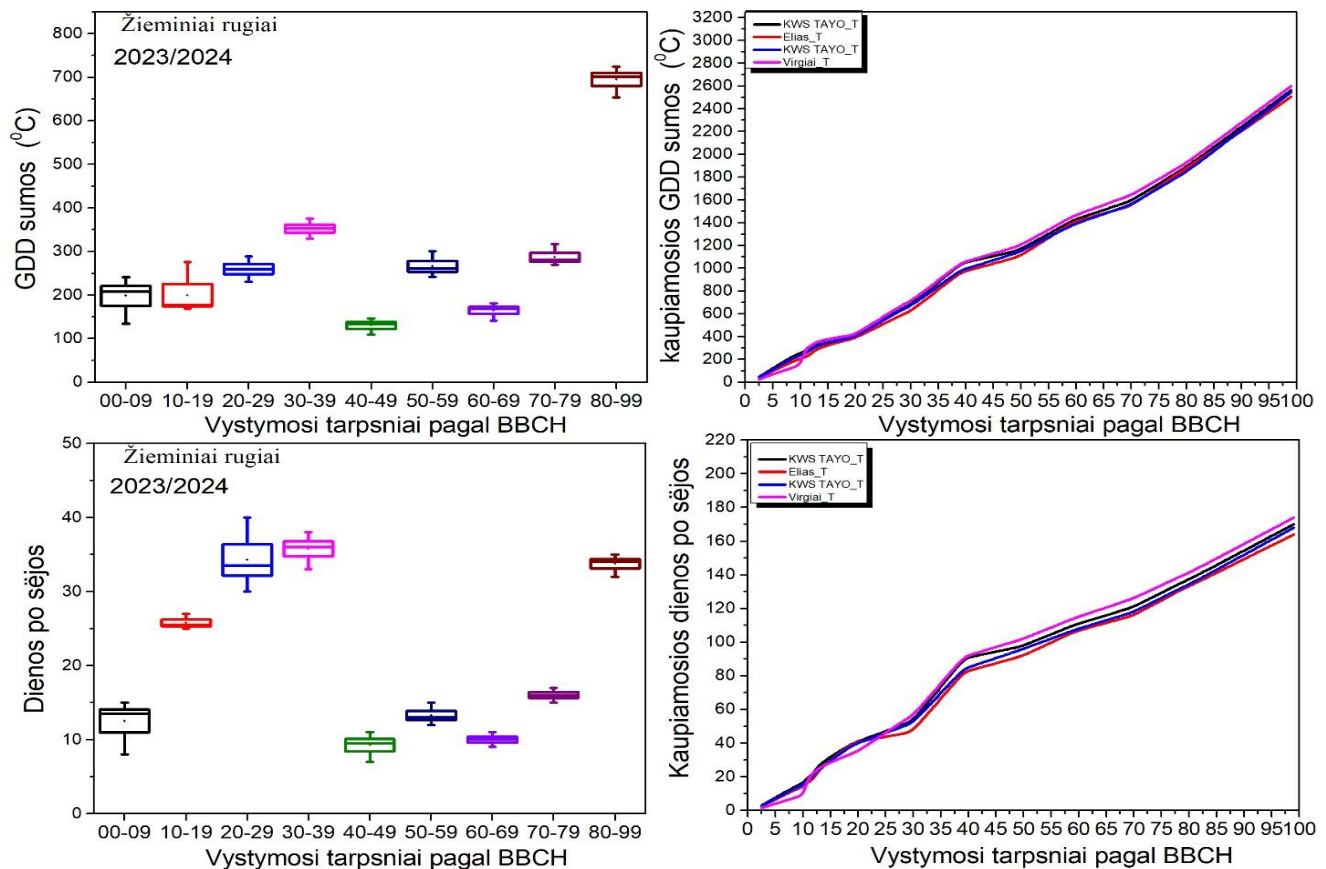 Žieminiai rugiai
2023/2024
GDD sumos (⁰C)
800
700
600
500
400
300
200
100
0
00-09 10-19 20-29 30-39 40-49 50-59 60-69 70-79 80-99
Vystymosi tarpsniai pagal BBCH
KWS TAYO_T
Elias_T
KWS TAYO_T
Virgiai_T
kaupiamosios GDD sumos (⁰C)
3200
3000
2800
2600
2400
2200
2000
1800
1600
1400
1200
1000
800
600
400
200
0
0 5 10 15 20 25 30 35 40 45 50 55 60 65 70 75 80 85 90 95 100
Vystymosi tarpsniai pagal BBCH
Žieminiai rugiai
2023/2024
Dienos po sëjos
50
40
30
20
10
0
00-09 10-19 20-29 30-39 40-49 50-59 60-69 70-79 80-99
Vystymosi tarpsniai pagal BBCH
KWS TAYO_T
Elias_T
KWS TAYO_T
Virgiai_T
Kaupiamosios dienos po sëjos
220
200
180
160
140
120
100
80
60
40
20
0
0 5 10 15 20 25 30 35 40 45 50 55 60 65 70 75 80 85 90 95 100
Vystymosi tarpsniai pagal BBCH